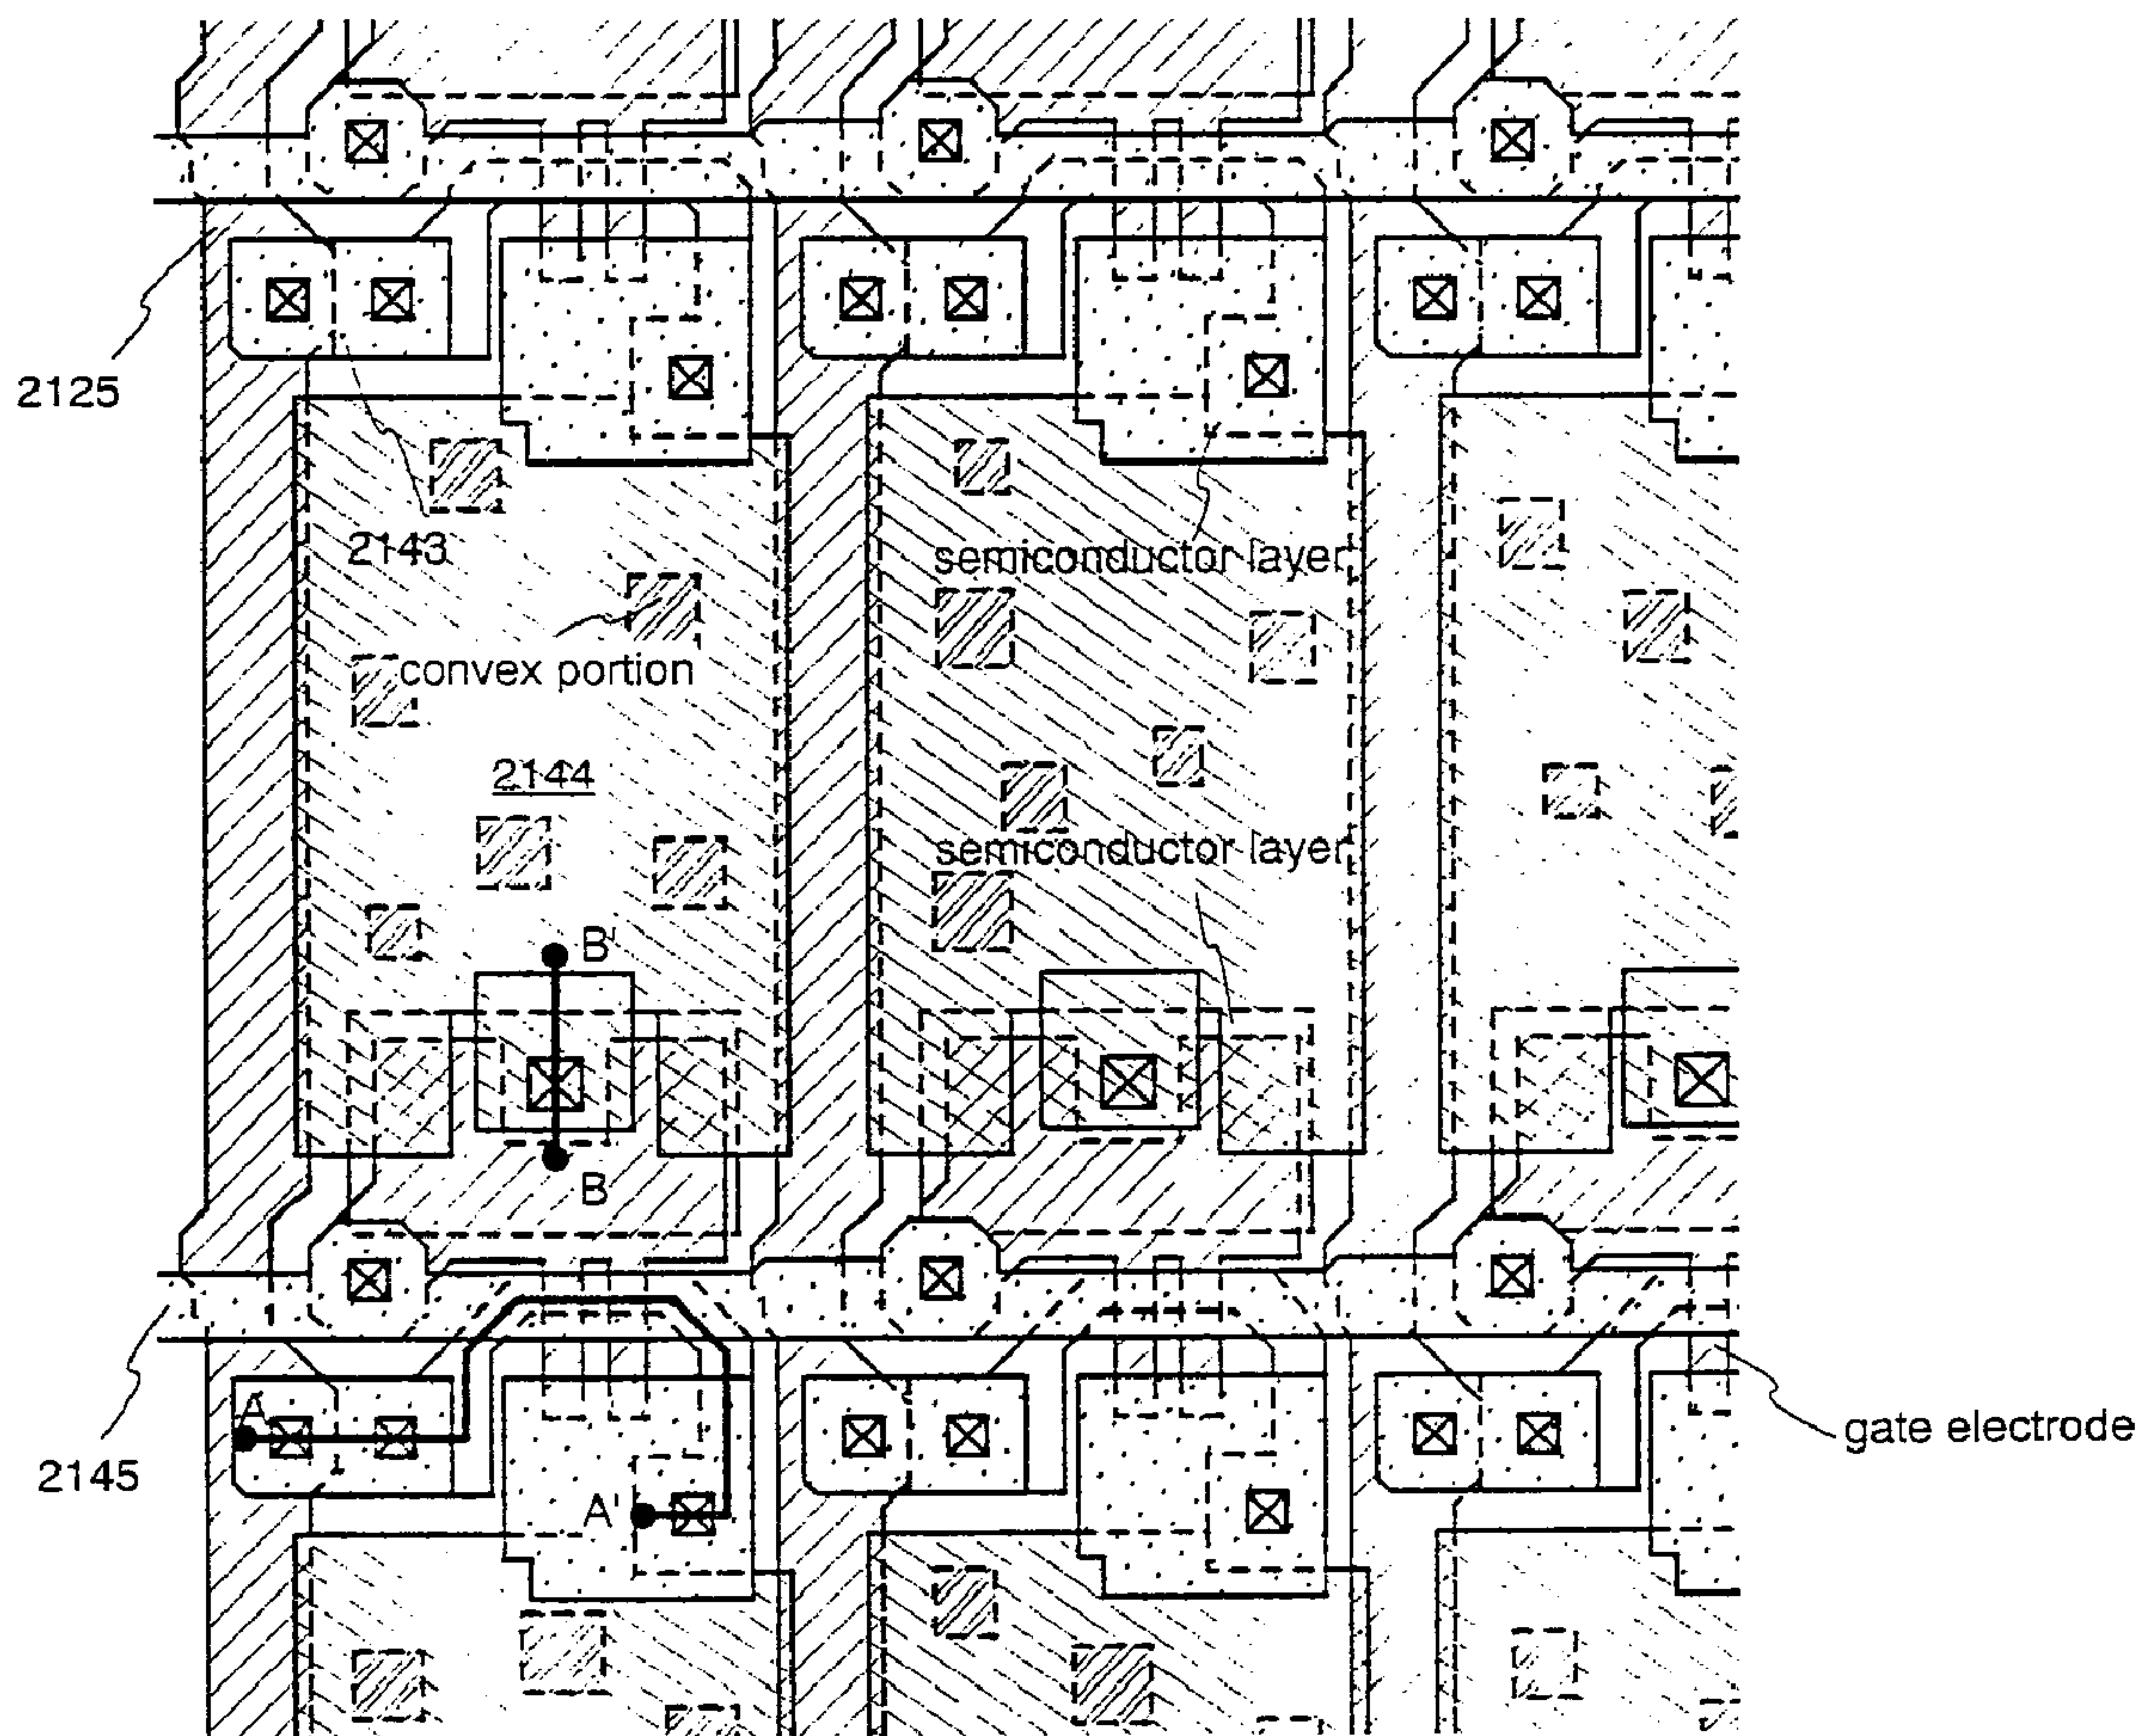 2125
2143
semiconductor layer
convex portion
2144
semiconductor layer
B'
B
A
A'
gate electrode
2145